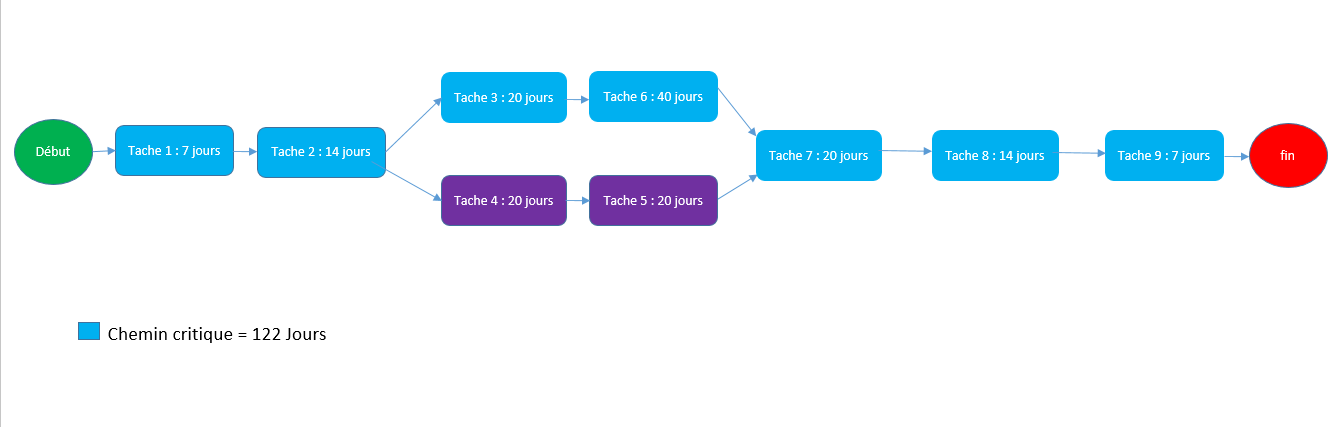 Début
Tache 1 : 7 jours
Tache 2 : 14 jours
Tache 3 : 20 jours
Tache 6 : 40 jours
Tache 4 : 20 jours
Tache 5 : 20 jours
Tache 7 : 20 jours
Tache 8 : 14 jours
Tache 9 : 7 jours
fin
Chemin critique = 122 Jours